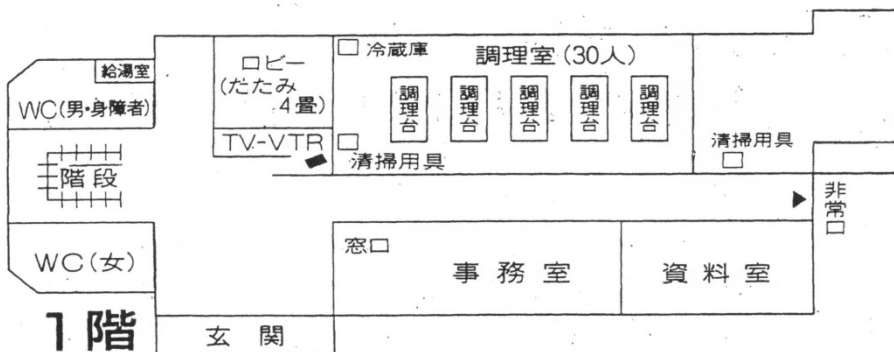 給湯室
WC(男・身障者)
階段
WC(女)
1階
ロビー
(たたみ
4畳)
TV-VTR
冷蔵庫
調理室(30人)
調理台
調理台
調理台
調理台
調理台
清掃用具
清掃用具
非常口
窓口
事務室
資料室
玄関